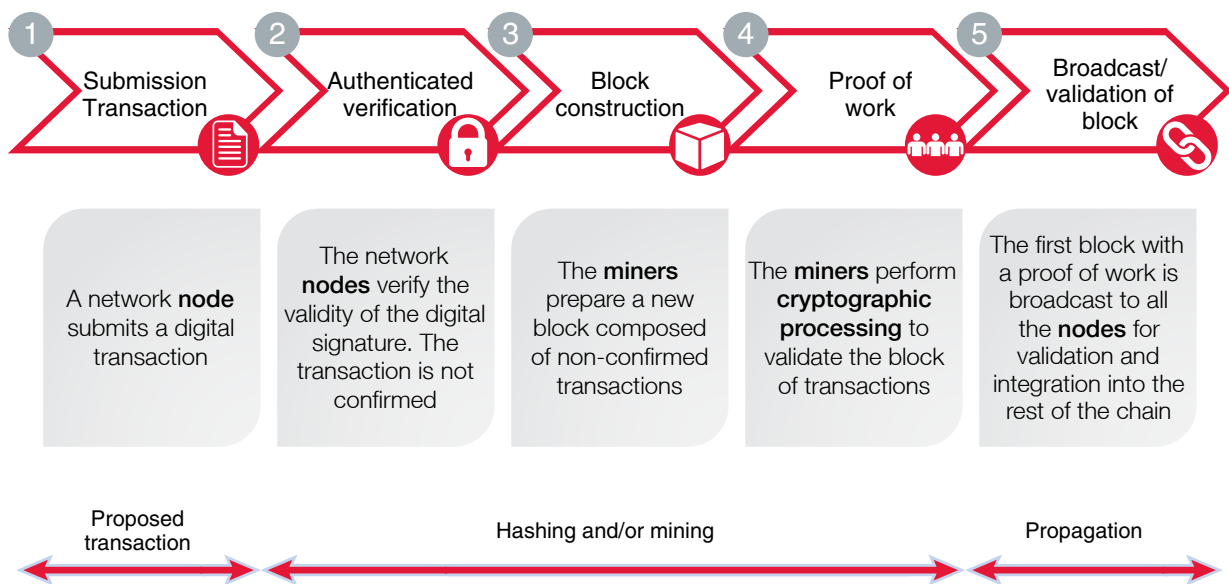 1
Submission
Transaction
2
Authenticated
verification
3
Block
construction
4
Proof of
work
5
Broadcast/
validation of
block
A network node
submits a digital
transaction
The network
nodes verify the
validity of the digital
signature. The
transaction is not
confirmed
The miners
prepare a new
block composed
of non-confirmed
transactions
The miners perform
cryptographic
processing to
validate the block
of transactions
The first block with
a proof of work is
broadcast to all
the nodes for
validation and
integration into the
rest of the chain
Proposed
transaction
Hashing and/or mining
Propagation